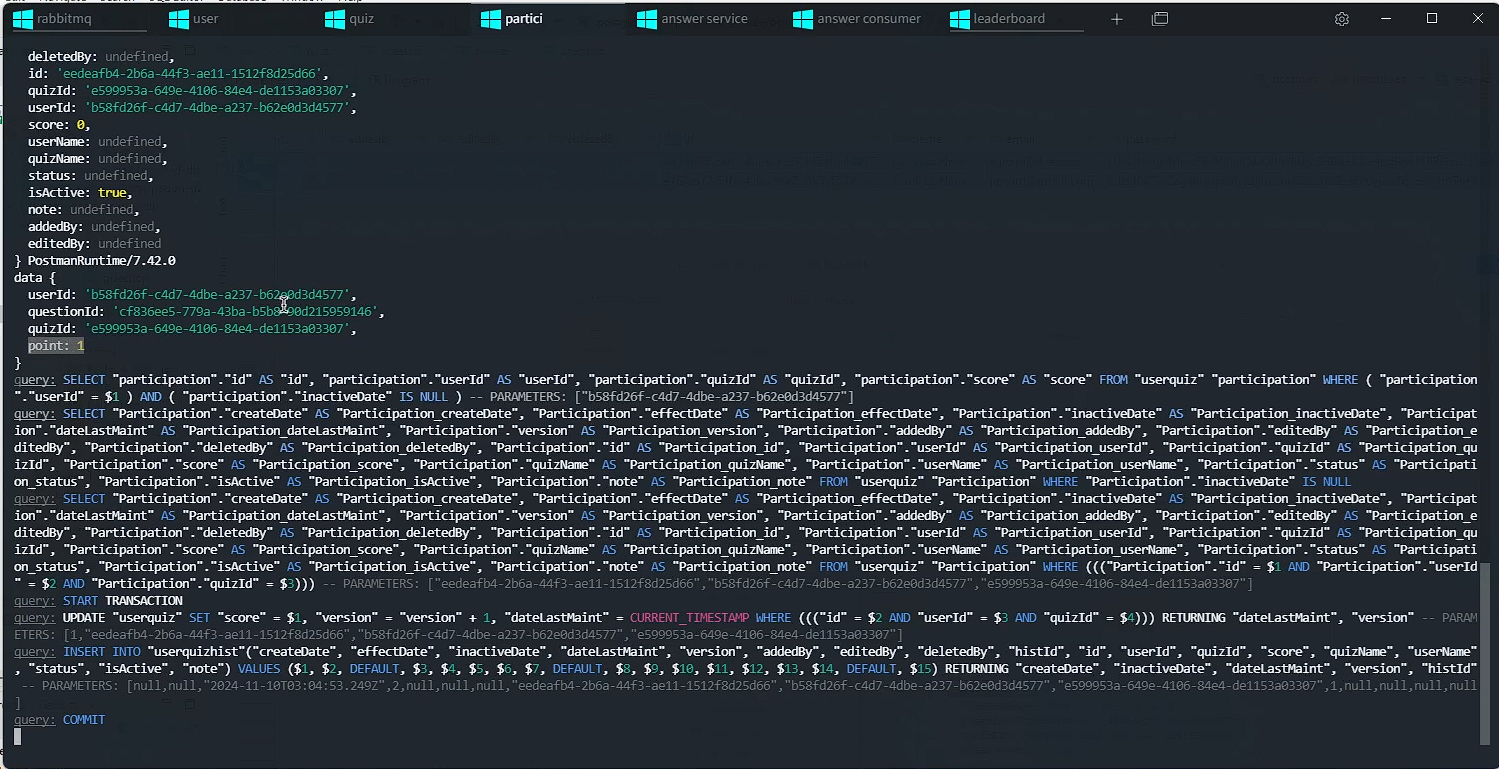 rabbitmq
user
quiz
partici
answer service
answer consumer
leaderboard
deletedBy: undefined,
id: 'eedeafb4-2b6a-44f3-ae11-1512f8d25d66',
quizId: 'e599953a-649e-4106-84e4-de1153a03307',
userId: 'b58fd26f-c4d7-4dbe-a237-b62e0d3d4577',
score: 0,
userName: undefined,
quizName: undefined,
status: undefined,
isActive: true,
note: undefined,
addedBy: undefined,
editedBy: undefined
} PostmanRuntime/7.42.0
data {
userId: 'b58fd26f-c4d7-4dbe-a237-b62e0d3d4577',
questionId: 'cf836ee5-779a-43ba-b5b8-90d215959146',
quizId: 'e599953a-649e-4106-84e4-de1153a03307',
point: 1
}
query: SELECT "participation"."id" AS "id", "participation"."userId" AS "userId", "participation"."quizId" AS "quizId", "participation"."score" AS "score" FROM "userquiz" "participation" WHERE ( "participation
"."userId" = $1 ) AND ( "participation"."inactiveDate" IS NULL ) -- PARAMETERS: ["b58fd26f-c4d7-4dbe-a237-b62e0d3d4577"]
query: SELECT "Participation"."createDate" AS "Participation_createDate", "Participation"."effectDate" AS "Participation_effectDate", "Participation"."inactiveDate" AS "Participation_inactiveDate", "Participat
ion"."dateLastMaint" AS "Participation_dateLastMaint", "Participation"."version" AS "Participation_version", "Participation"."addedBy" AS "Participation_addedBy", "Participation"."editedBy" AS "Participation_e
ditedBy", "Participation"."deletedBy" AS "Participation_deletedBy", "Participation"."id" AS "Participation_id", "Participation"."userId" AS "Participation_userId", "Participation"."quizId" AS "Participation_qu
izId", "Participation"."score" AS "Participation_score", "Participation"."quizName" AS "Participation_quizName", "Participation"."userName" AS "Participation_userName", "Participation"."status" AS "Participati
on_status", "Participation"."isActive" AS "Participation_isActive", "Participation"."note" AS "Participation_note" FROM "userquiz" "Participation" WHERE "Participation"."inactiveDate" IS NULL
query: SELECT "Participation"."createDate" AS "Participation_createDate", "Participation"."effectDate" AS "Participation_effectDate", "Participation"."inactiveDate" AS "Participation_inactiveDate", "Participat
ion"."dateLastMaint" AS "Participation_dateLastMaint", "Participation"."version" AS "Participation_version", "Participation"."addedBy" AS "Participation_addedBy", "Participation"."editedBy" AS "Participation_e
ditedBy", "Participation"."deletedBy" AS "Participation_deletedBy", "Participation"."id" AS "Participation_id", "Participation"."userId" AS "Participation_userId", "Participation"."quizId" AS "Participation_qu
izId", "Participation"."score" AS "Participation_score", "Participation"."quizName" AS "Participation_quizName", "Participation"."userName" AS "Participation_userName", "Participation"."status" AS "Participati
on_status", "Participation"."isActive" AS "Participation_isActive", "Participation"."note" AS "Participation_note" FROM "userquiz" "Participation" WHERE ((("Participation"."id" = $1 AND "Participation"."userId
" = $2 AND "Participation"."quizId" = $3))) -- PARAMETERS: ["eedeafb4-2b6a-44f3-ae11-1512f8d25d66","b58fd26f-c4d7-4dbe-a237-b62e0d3d4577","e599953a-649e-4106-84e4-de1153a03307"]
query: START TRANSACTION
query: UPDATE "userquiz" SET "score" = $1, "version" = "version" + 1, "dateLastMaint" = CURRENT_TIMESTAMP WHERE ((("id" = $2 AND "userId" = $3 AND "quizId" = $4))) RETURNING "dateLastMaint", "version" -- PARAM
ETERS: [1,"eedeafb4-2b6a-44f3-ae11-1512f8d25d66","b58fd26f-c4d7-4dbe-a237-b62e0d3d4577","e599953a-649e-4106-84e4-de1153a03307"]
query: INSERT INTO "userquizhist"("createDate", "effectDate", "inactiveDate", "dateLastMaint", "version", "addedBy", "editedBy", "deletedBy", "histId", "id", "userId", "quizId", "score", "quizName", "userName"
, "status", "isActive", "note") VALUES ($1, $2, DEFAULT, $3, $4, $5, $6, $7, DEFAULT, $8, $9, $10, $11, $12, $13, $14, DEFAULT, $15) RETURNING "createDate", "inactiveDate", "dateLastMaint", "version", "histId"
-- PARAMETERS: [null,null,"2024-11-10T03:04:53.249Z",2,null,null,null,"eedeafb4-2b6a-44f3-ae11-1512f8d25d66","b58fd26f-c4d7-4dbe-a237-b62e0d3d4577","e599953a-649e-4106-84e4-de1153a03307",1,null,null,null,null
]
query: COMMIT